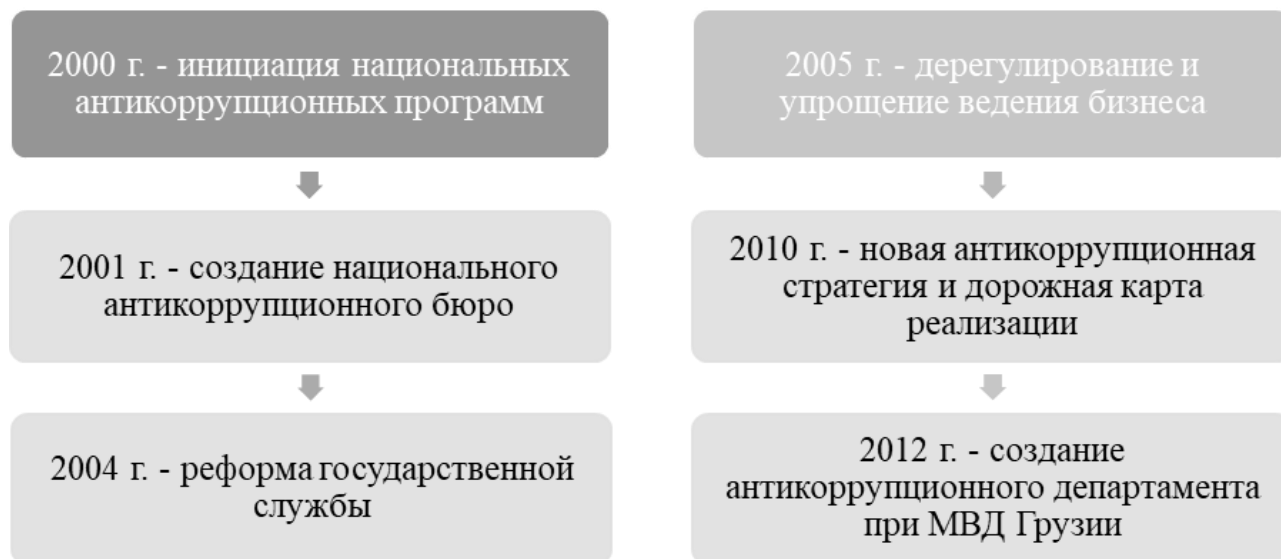 2000 г. - инициация национальных
антикоррупционных программ
2001 г. - создание национального
антикоррупционного бюро
2004 г. - реформа государственной
службы
2005 г. - дерегулирование и
упрощение ведения бизнеса
2010 г. - новая антикоррупционная
стратегия и дорожная карта
реализации
2012 г. - создание
антикоррупционного департамента
при МВД Грузии